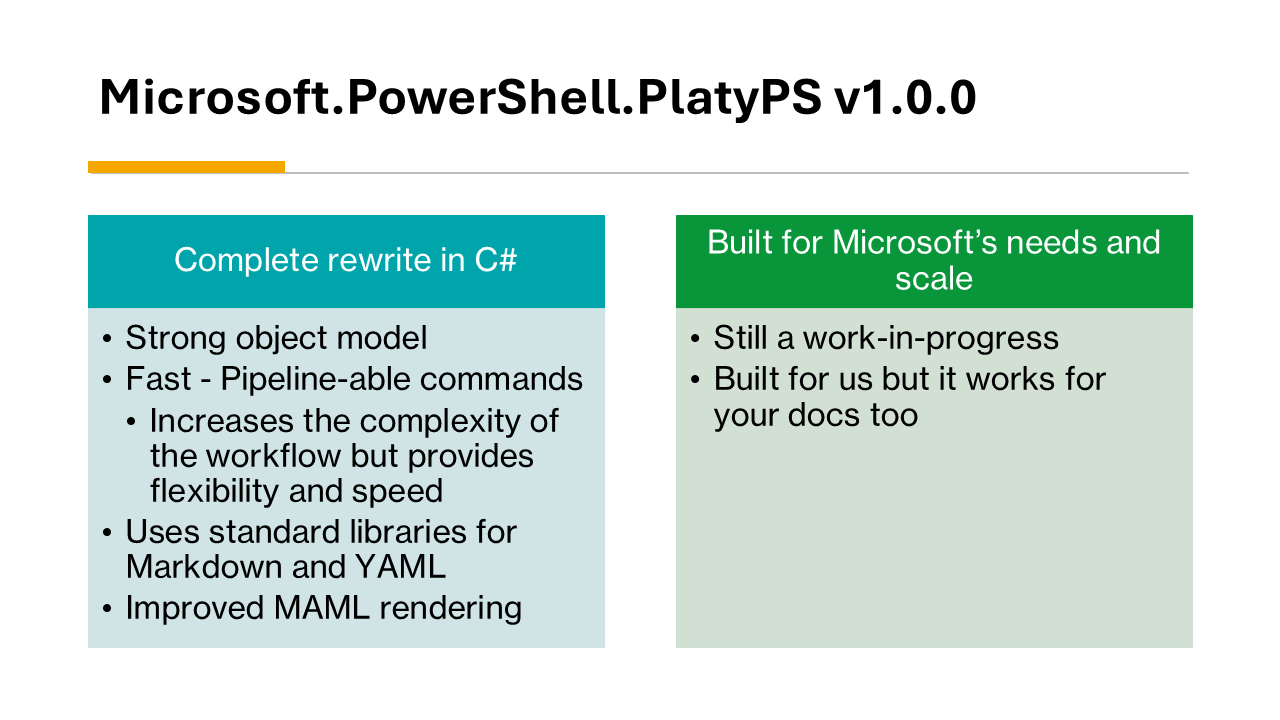 Microsoft.PowerShell.PlatyPS v1.0.0
Complete rewrite in C#
• Strong object model
• Fast - Pipeline-able commands
• Increases the complexity of
the workflow but provides
flexibility and speed
• Uses standard libraries for
Markdown and YAML
• Improved MAML rendering
Built for Microsoft’s needs and
scale
• Still a work-in-progress
• Built for us but it works for
your docs too